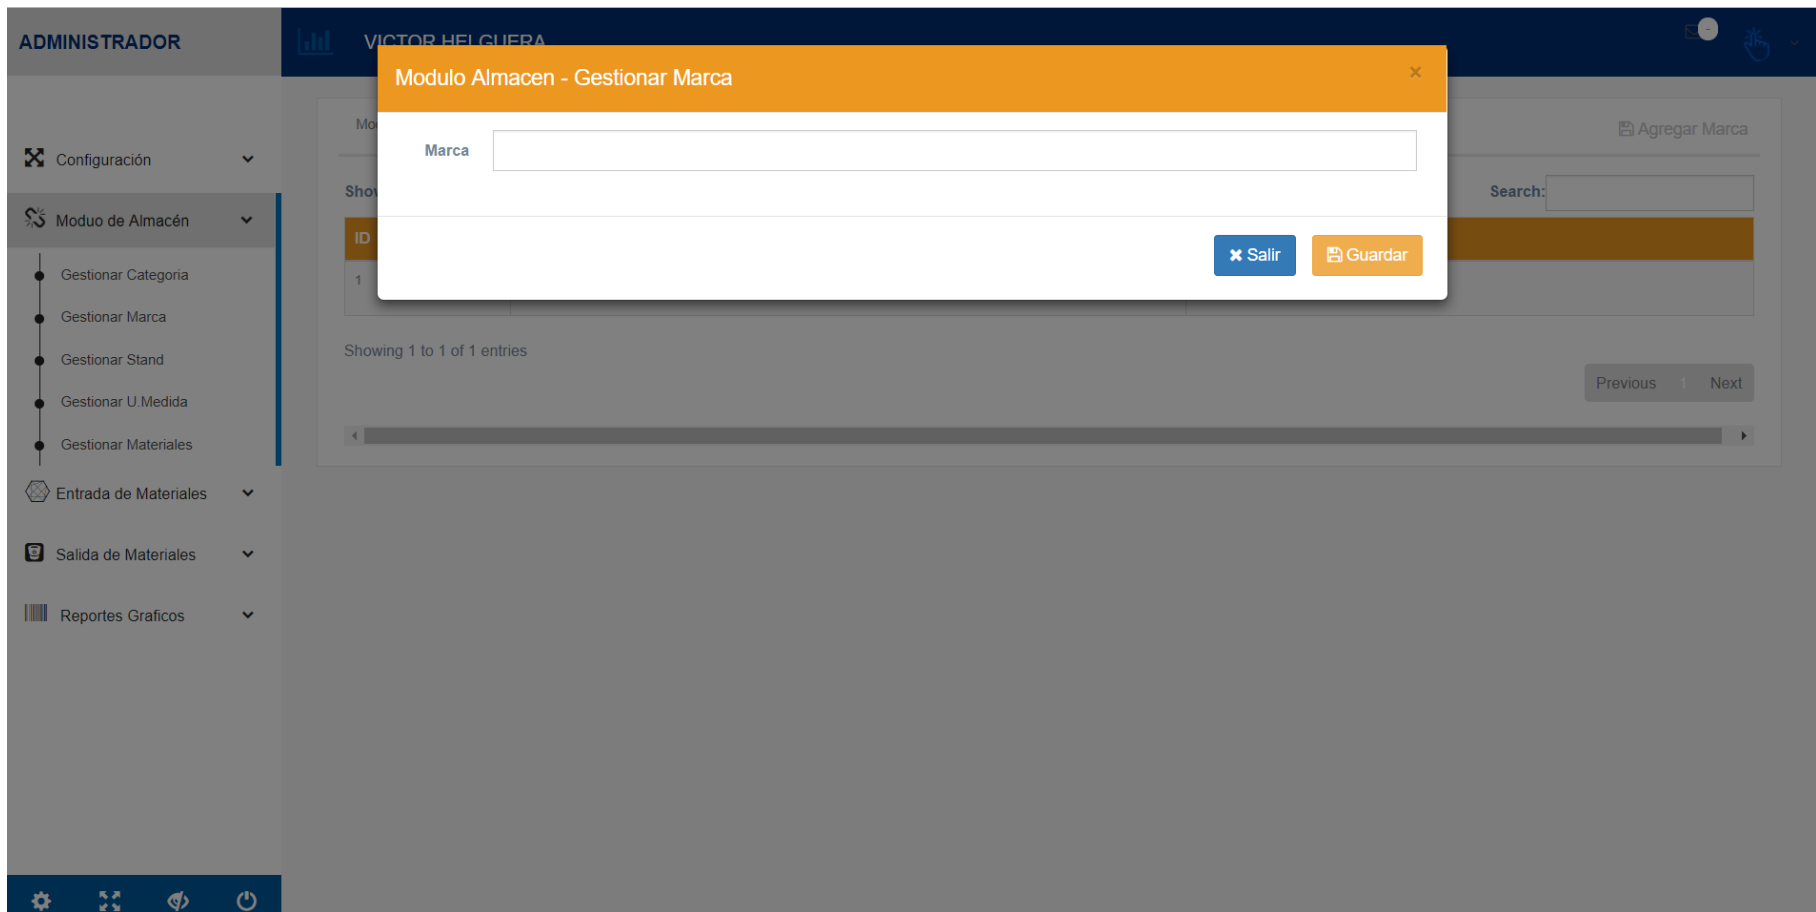 ADMINISTRADOR
VICTOR HELGUERA
-
Modulo Almacen - Gestionar Marca
×
Marca
Salir
Guardar
Agregar Marca
Search:
ID
1
Showing 1 to 1 of 1 entries
Previous 1 Next
Configuración
Moduo de Almacén
Gestionar Categoria
Gestionar Marca
Gestionar Stand
Gestionar U.Medida
Gestionar Materiales
Entrada de Materiales
Salida de Materiales
Reportes Graficos